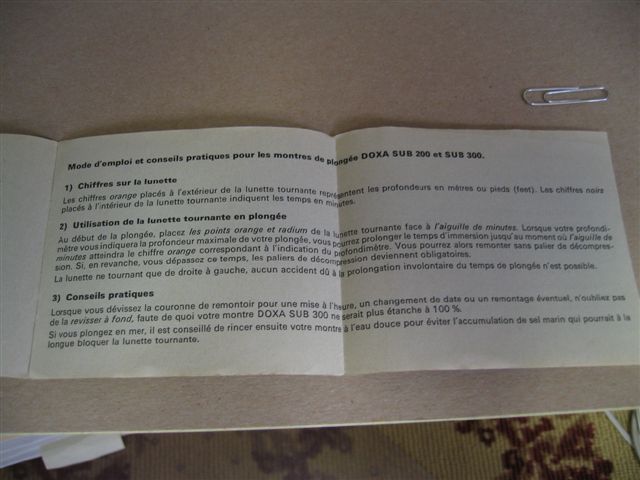 Mode d'emploi et conseils pratiques pour les montres de plongée DOXA SUB 200 et SUB 300.
1) Chiffres sur la lunette
Les chiffres orange placés à l'extérieur de la lunette tournante représentent les profondeurs en mètres ou pieds (feet). Les chiffres noirs
placés à l'intérieur de la lunette tournante indiquent les temps en minutes.
2) Utilisation de la lunette tournante en plongée
Au début de la plongée, placez les points orange et radium de la lunette tournante face à l'aiguille de minutes. Lorsque votre profondi-
mètre vous indiquera la profondeur maximale de votre plongée, vous pourrez prolonger le temps d'immersion jusqu'au moment où l'aiguille de
minutes atteindra le chiffre orange correspondant à l'indication du profondimètre. Vous pourrez alors remonter sans palier de décompres-
sion. Si, en revanche, vous dépassez ce temps, les paliers de décompression deviennent obligatoires.
La lunette ne tournant que de droite à gauche, aucun accident dû à la prolongation involontaire du temps de plongée n'est possible.
3) Conseils pratiques
Lorsque vous dévissez la couronne de remontoir pour une mise à l'heure, un changement de date ou un remontage éventuel, n'oubliez pas
de la revisser à fond, faute de quoi votre montre DOXA SUB 300 ne serait plus étanche à 100 %.
Si vous plongez en mer, il est conseillé de rincer ensuite votre montre à l'eau douce pour éviter l'accumulation de sel marin qui pourrait à la
longue bloquer la lunette tournante.